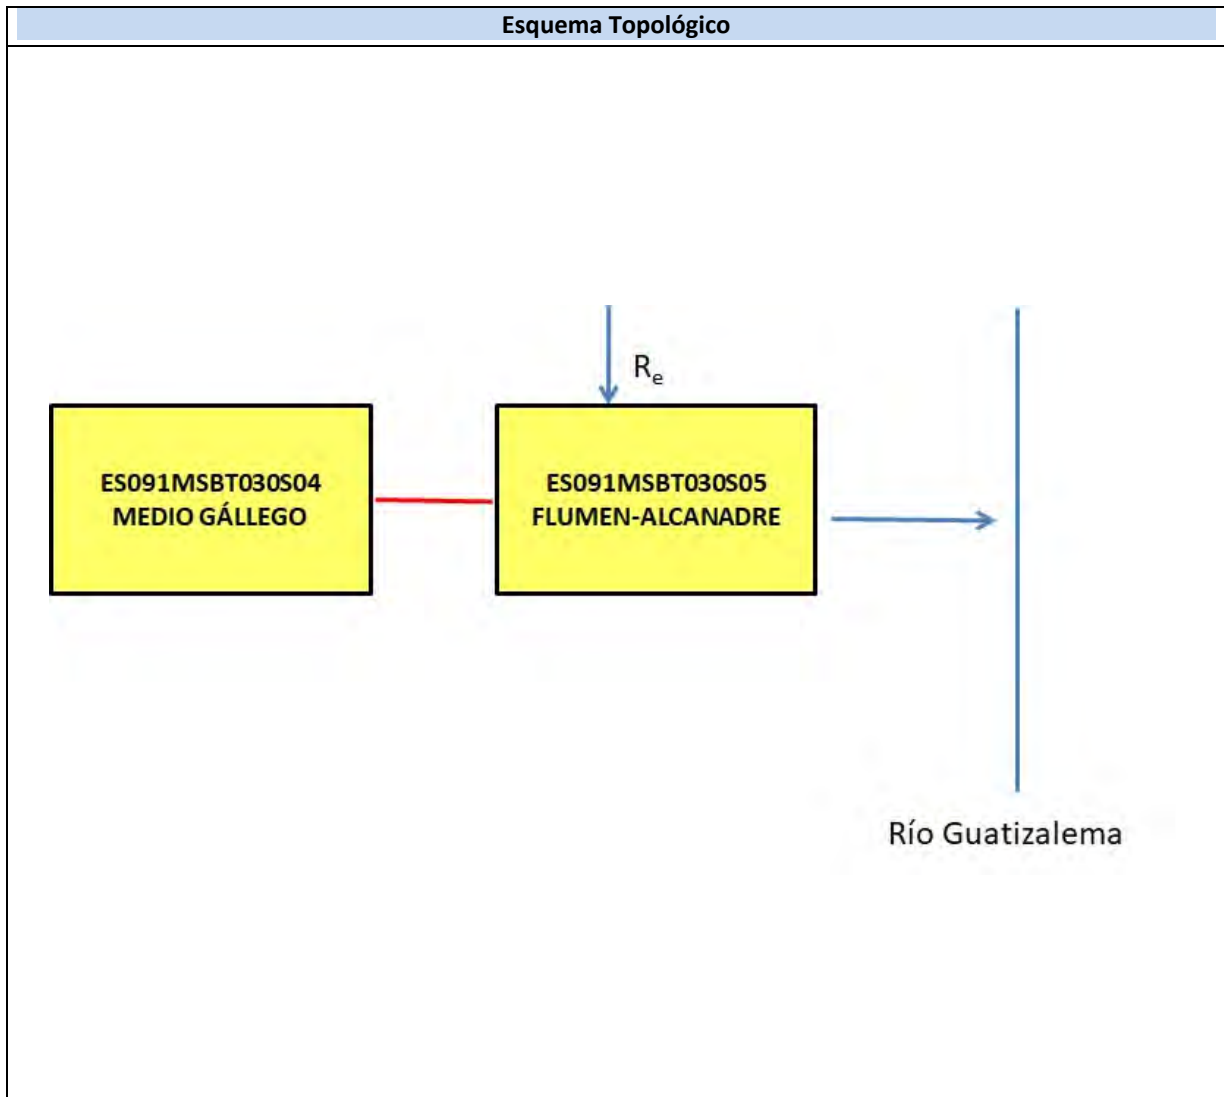 Esquema Topológico
Re
ES091MSBT030S04
MEDIO GÁLLEGO
ES091MSBT030S05
FLUMEN-ALCANADRE
Río Guatizalema